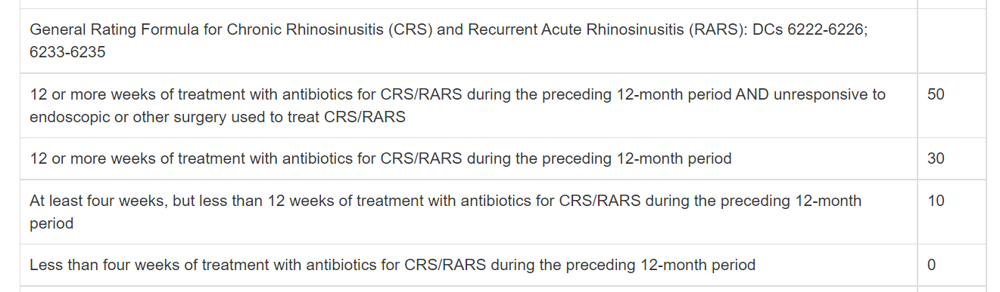 General Rating Formula for Chronic Rhinosinusitis (CRS) and Recurrent Acute Rhinosinusitis (RARS): DCs 6222-6226;
6233-6235
12 or more weeks of treatment with antibiotics for CRS/RARS during the preceding 12-month period AND unresponsive to 50
endoscopic or other surgery used to treat CRS/RARS
12 or more weeks of treatment with antibiotics for CRS/RARS during the preceding 12-month period 30
At least four weeks, but less than 12 weeks of treatment with antibiotics for CRS/RARS during the preceding 12-month 10
period
Less than four weeks of treatment with antibiotics for CRS/RARS during the preceding 12-month period 0